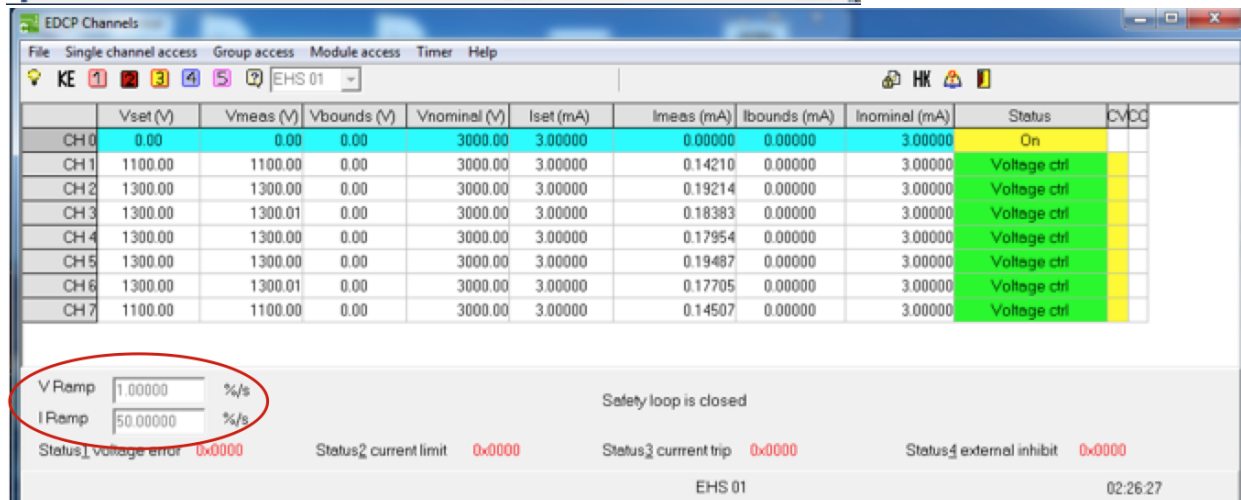 EDCP Channels
File Single channel access Group access Module access Timer Help
KE 1 2 3 4 5 ? EHS 01 HK
Vset (V) Vmeas (V) Vbounds (V) Vnominal (V) Iset (mA) Imeas (mA) Ibounds (mA) Inominal (mA) Status CV CC
CH 0 0.00 0.00 0.00 3000.00 3.00000 0.00000 0.00000 3.00000 On
CH 1 1100.00 1100.00 0.00 3000.00 3.00000 0.14210 0.00000 3.00000 Voltage ctrl
CH 2 1300.00 1300.00 0.00 3000.00 3.00000 0.19214 0.00000 3.00000 Voltage ctrl
CH 3 1300.00 1300.01 0.00 3000.00 3.00000 0.18383 0.00000 3.00000 Voltage ctrl
CH 4 1300.00 1300.00 0.00 3000.00 3.00000 0.17954 0.00000 3.00000 Voltage ctrl
CH 5 1300.00 1300.00 0.00 3000.00 3.00000 0.19487 0.00000 3.00000 Voltage ctrl
CH 6 1300.00 1300.01 0.00 3000.00 3.00000 0.17705 0.00000 3.00000 Voltage ctrl
CH 7 1100.00 1100.00 0.00 3000.00 3.00000 0.14507 0.00000 3.00000 Voltage ctrl
V Ramp 1.00000 %/s
Safety loop is closed
I Ramp 50.00000 %/s
Status1 voltage error 0x0000 Status2 current limit 0x0000 Status3 currrent trip 0x0000 Status4 external inhibit 0x0000
EHS 01 02:26:27